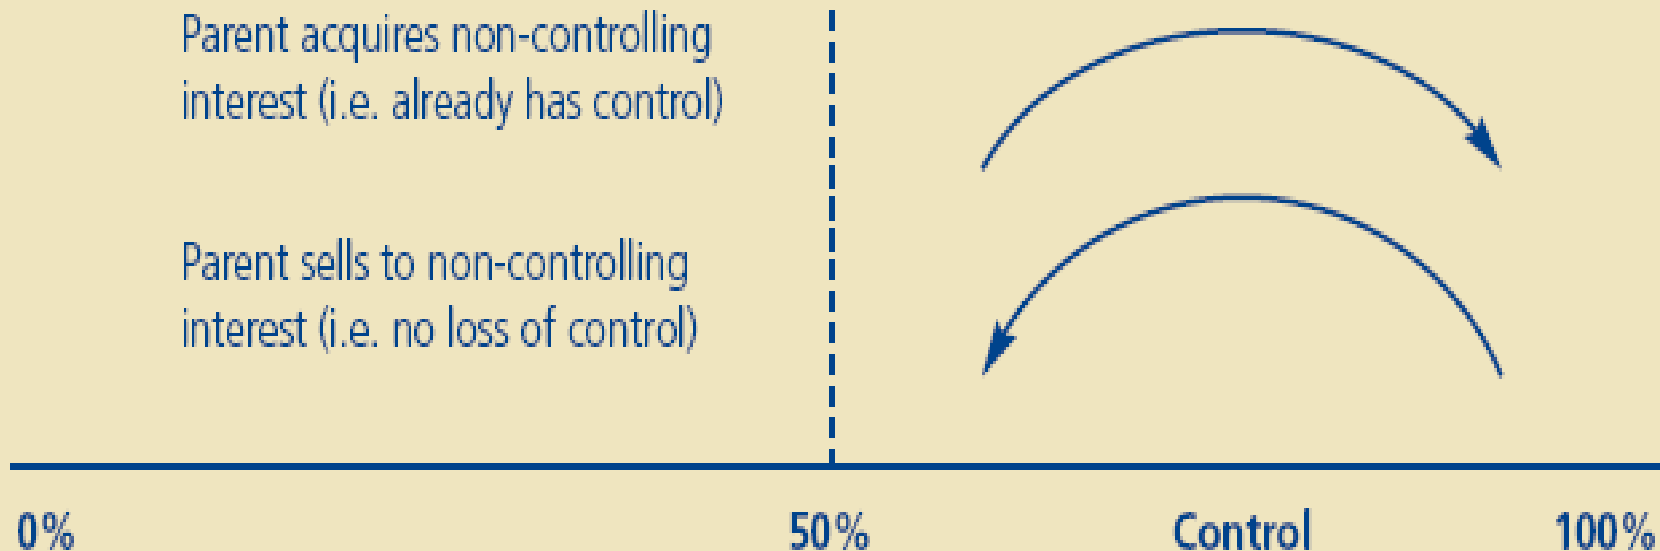 Parent acquires non-controlling
interest (i.e. already has control)
Parent sells to non-controlling
interest (i.e. no loss of control)
0% 50% Control 100%